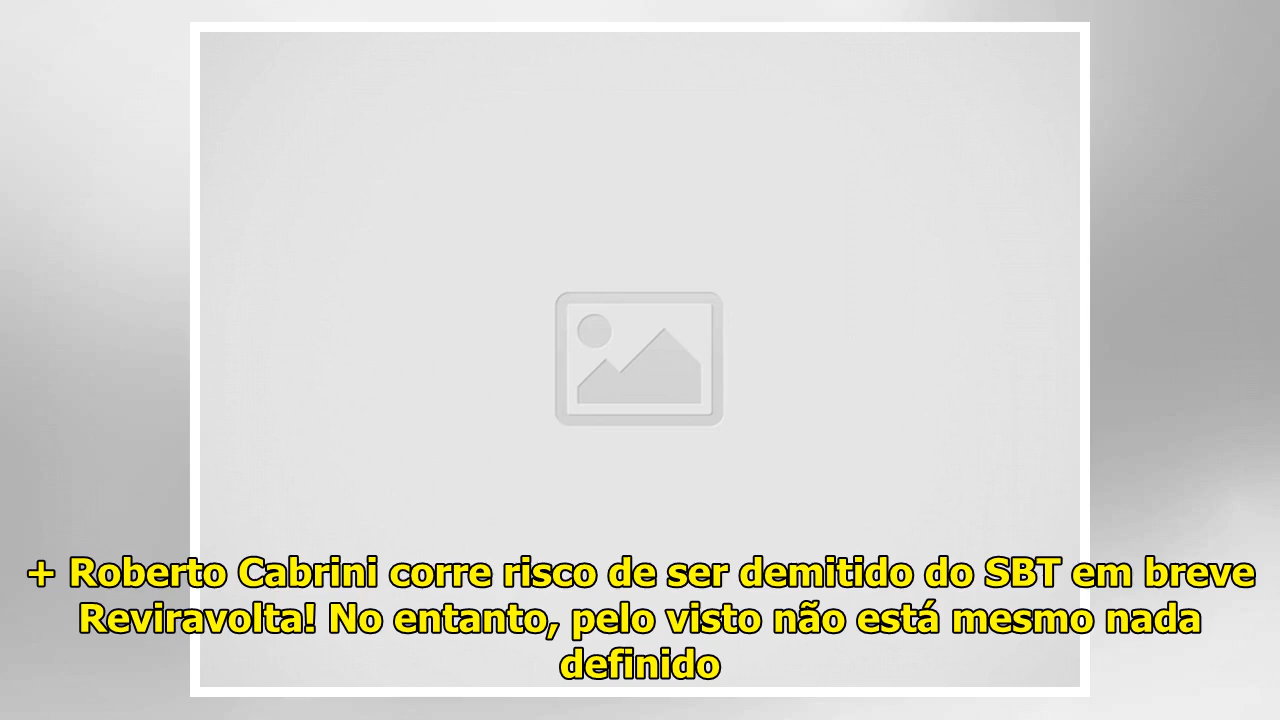 + Roberto Cabrini corre risco de ser demitido do SBT em breve
Reviravolta! No entanto, pelo visto não está mesmo nada
definido